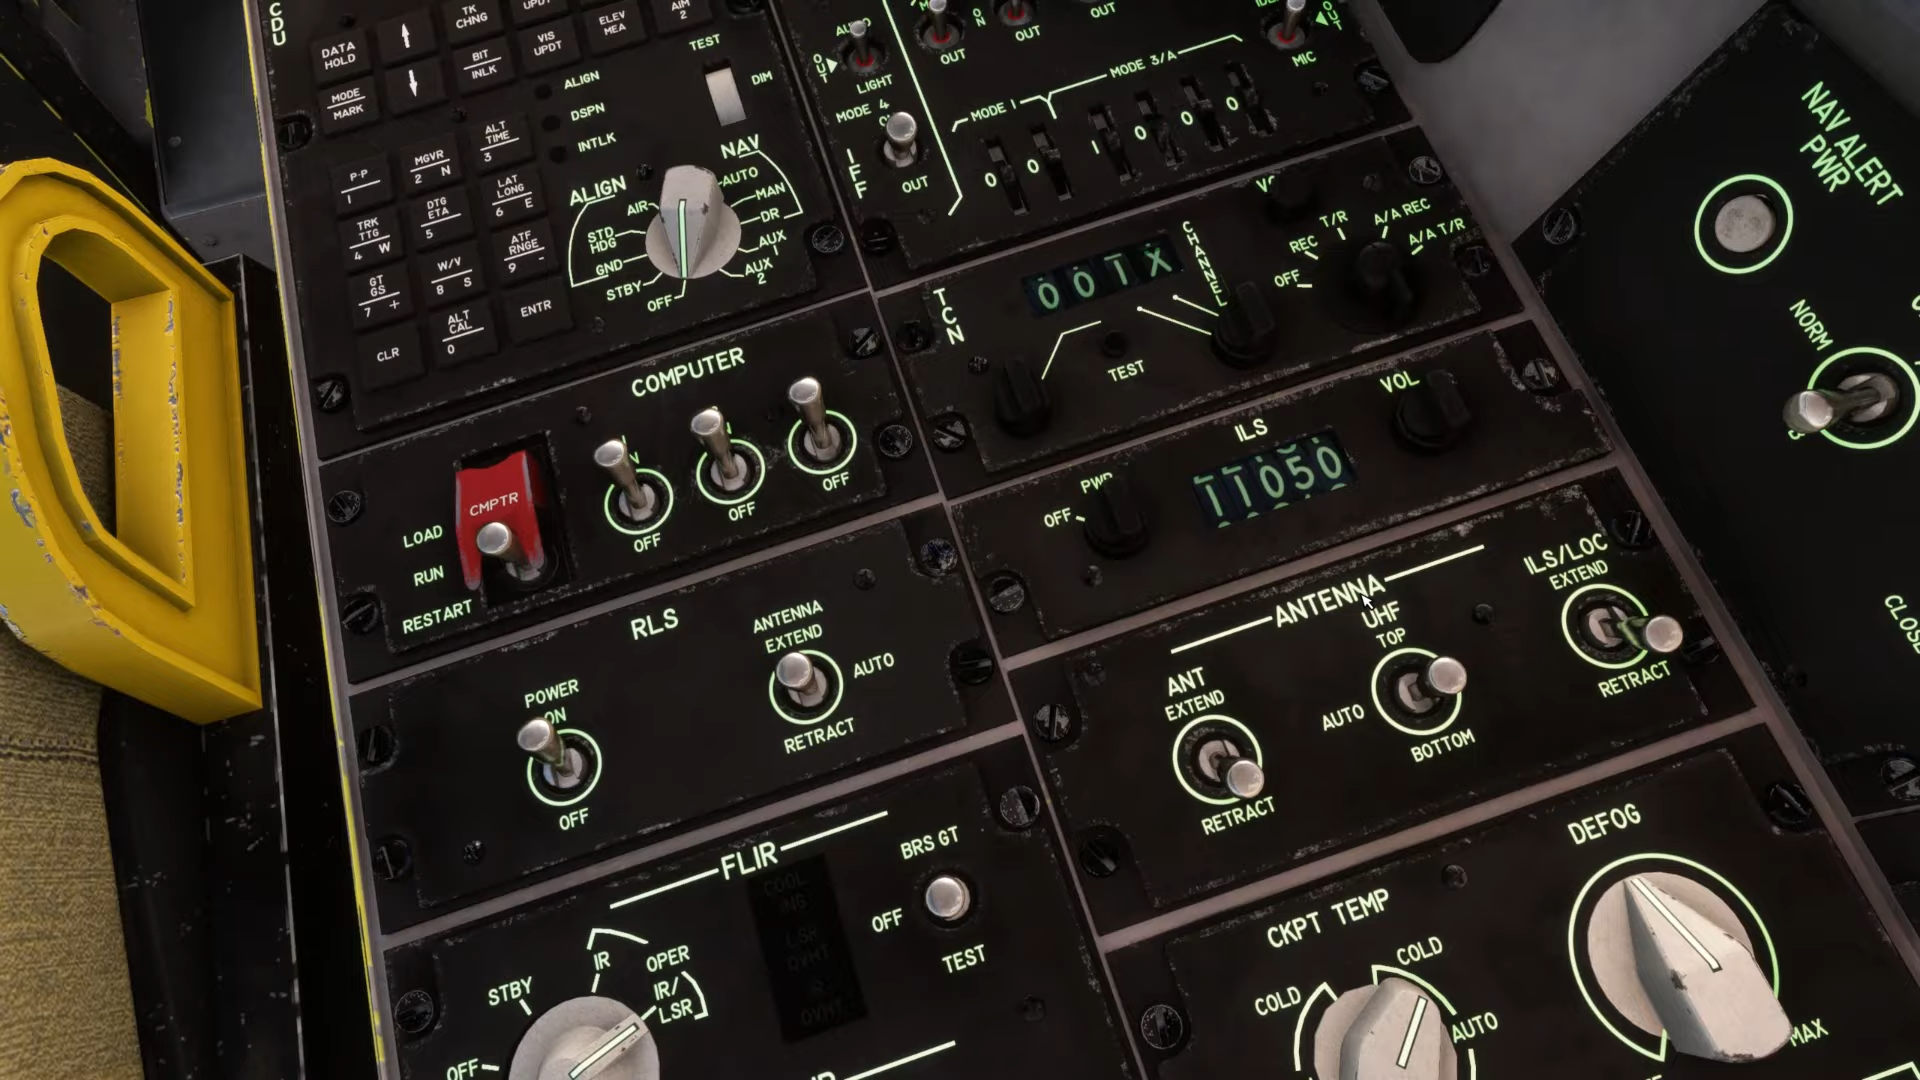 CDU
DATA
HOLD
TK
CHNG
UPDT
ELEV
MEA
AIM
2
MODE
MARK
BIT
INLK
VIS
UPDT
TEST
DIM
ALIGN
DSPN
INTLK
P·P
1
MGVR
2 N
ALT
TIME
3
TRK
TTG
4 W
DTG
ETA
5
LAT
LONG
6 E
GT
GS
7 +
W/V
8 S
ATF
RNGE
9 -
CLR
ALT
CAL
0
ENTR
ALIGN
NAV
AIR
STD
HDG
GND
STBY
OFF
AUTO
MAN
DR
AUX
1
AUX
2
OUT
LIGHT
OUT
OUT
OUT
OUT
MIC
MODE 4
IFF
OUT
MODE 1
MODE 3/A
0
0
1
0
0
0
TCN
001X
CHANNEL
TEST
OFF
REC
T/R
A/A REC
A/A T/R
ILS
VOL
PWR
OFF
11050
COMPUTER
CMPTR
LOAD
RUN
RESTART
OFF
OFF
OFF
RLS
POWER
ON
OFF
ANTENNA
EXTEND
AUTO
RETRACT
ANTENNA
ANT
EXTEND
RETRACT
UHF
TOP
AUTO
BOTTOM
ILS/LOC
EXTEND
RETRACT
FLIR
STBY
IR
OPER
IR/
LSR
OFF
BRS GT
OFF
TEST
CKPT TEMP
COLD
COLD
AUTO
DEFOG
MAX
NAV ALERT
PWR
NORM